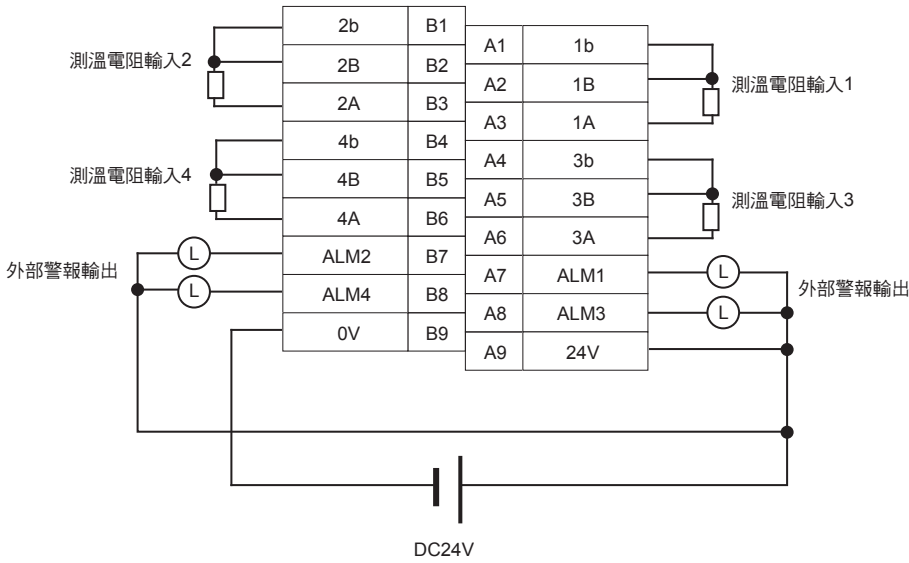 2b B1
A1 1b
測溫電阻輸入2
2B B2
A2 1B
測溫電阻輸入1
2A B3
A3 1A
4b B4
A4 3b
測溫電阻輸入4
4B B5
A5 3B
測溫電阻輸入3
4A B6
A6 3A
外部警報輸出
L
ALM2 B7
A7 ALM1
L
外部警報輸出
L
ALM4 B8
A8 ALM3
L
0V B9
A9 24V
DC24V